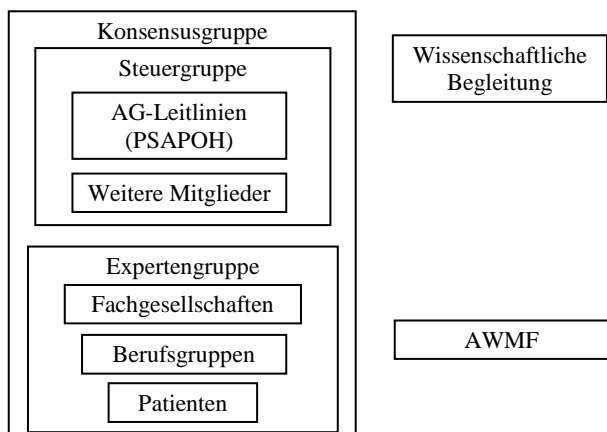 Konsensusgruppe
Steuergruppe
AG-Leitlinien
(PSAPOH)
Weitere Mitglieder
Expertengruppe
Fachgesellschaften
Berufsgruppen
Patienten
Wissenschaftliche
Begleitung
AWMF